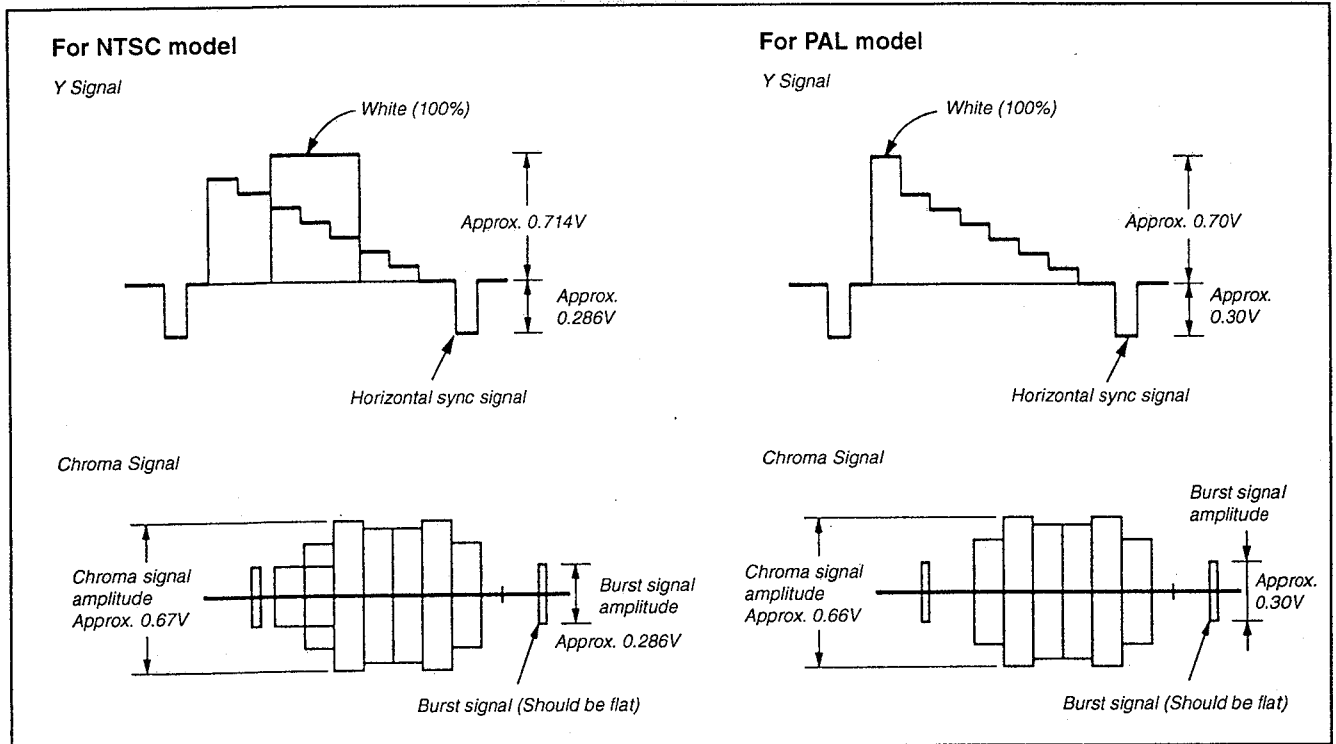 For NTSC model
Y Signal
White (100%)
Approx. 0.714V
Approx.
0.286V
Horizontal sync signal
Chroma Signal
Chroma signal
amplitude
Approx. 0.67V
Burst signal
amplitude
Approx. 0.286V
Burst signal (Should be flat)
For PAL model
Y Signal
White (100%)
Approx. 0.70V
Approx.
0.30V
Horizontal sync signal
Chroma Signal
Burst signal
amplitude
Chroma signal
amplitude
Approx. 0.66V
Approx.
0.30V
Burst signal (Should be flat)